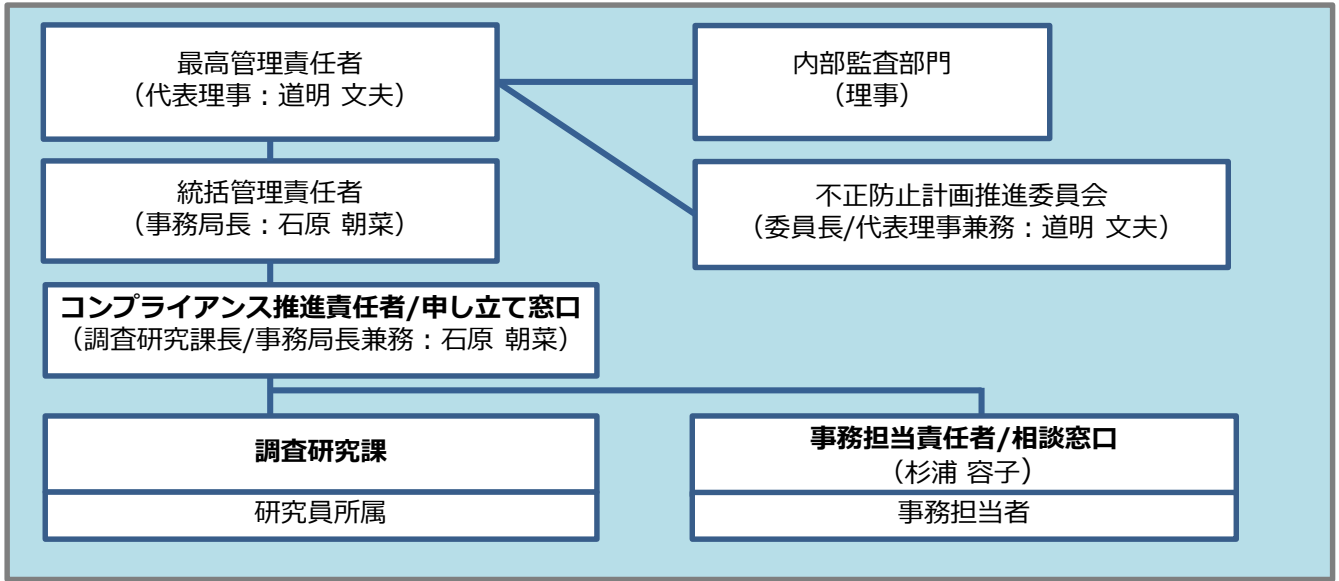 最高管理責任者
（代表理事：道明 文夫）
内部監査部門
（理事）
統括管理責任者
（事務局長：石原 朝菜）
不正防止計画推進委員会
（委員長/代表理事兼務：道明 文夫）
コンプライアンス推進責任者/申し立て窓口
（調査研究課長/事務局長兼務：石原 朝菜）
調査研究課
研究員所属
事務担当責任者/相談窓口
（杉浦 容子）
事務担当者